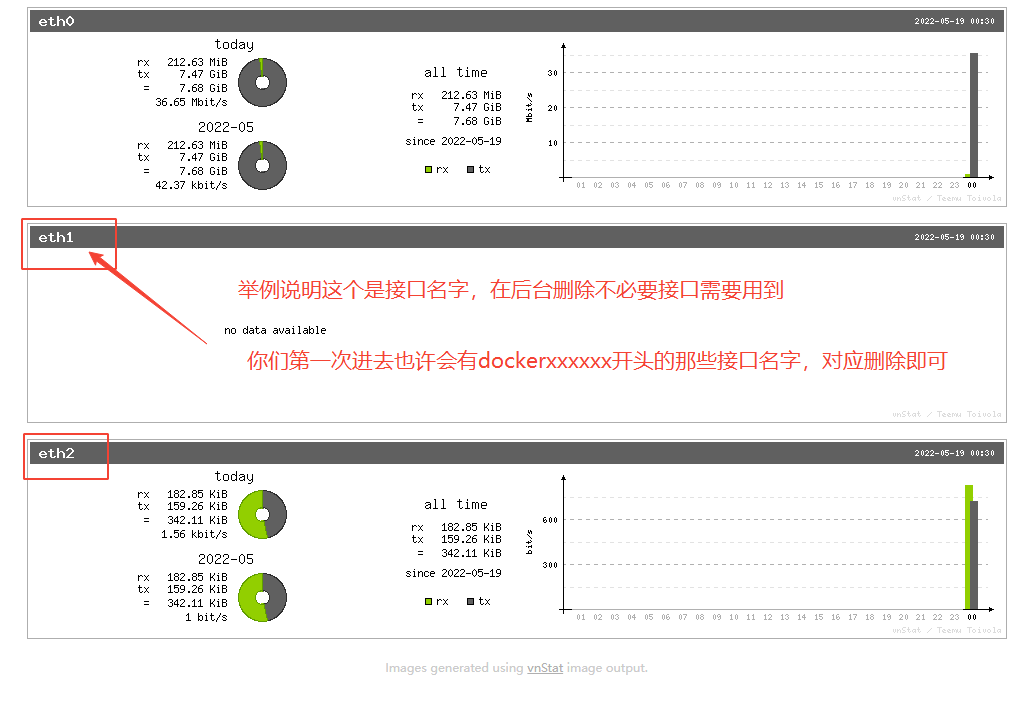 eth0 2022-05-19 00:30
today
rx 212.63 MiB
tx 7.47 GiB
= 7.68 GiB
36.65 Mbit/s
2022-05
rx 212.63 MiB
tx 7.47 GiB
= 7.68 GiB
42.37 kbit/s
all time
rx 212.63 MiB
tx 7.47 GiB
= 7.68 GiB
since 2022-05-19
rx tx
Mbit/s
30
20
10
01 02 03 04 05 06 07 08 09 10 11 12 13 14 15 16 17 18 19 20 21 22 23 00
vnStat / Teemu Toivola
eth1 2022-05-19 00:30
举例说明这个是接口名字，在后台删除不必要接口需要用到
no data available
你们第一次进去也许会有dockerxxxxxx开头的那些接口名字，对应删除即可
vnStat / Teemu Toivola
eth2 2022-05-19 00:30
today
rx 182.85 KiB
tx 159.26 KiB
= 342.11 KiB
1.56 kbit/s
2022-05
rx 182.85 KiB
tx 159.26 KiB
= 342.11 KiB
1 bit/s
all time
rx 182.85 KiB
tx 159.26 KiB
= 342.11 KiB
since 2022-05-19
rx tx
bit/s
600
300
01 02 03 04 05 06 07 08 09 10 11 12 13 14 15 16 17 18 19 20 21 22 23 00
vnStat / Teemu Toivola
Images generated using vnStat image output.